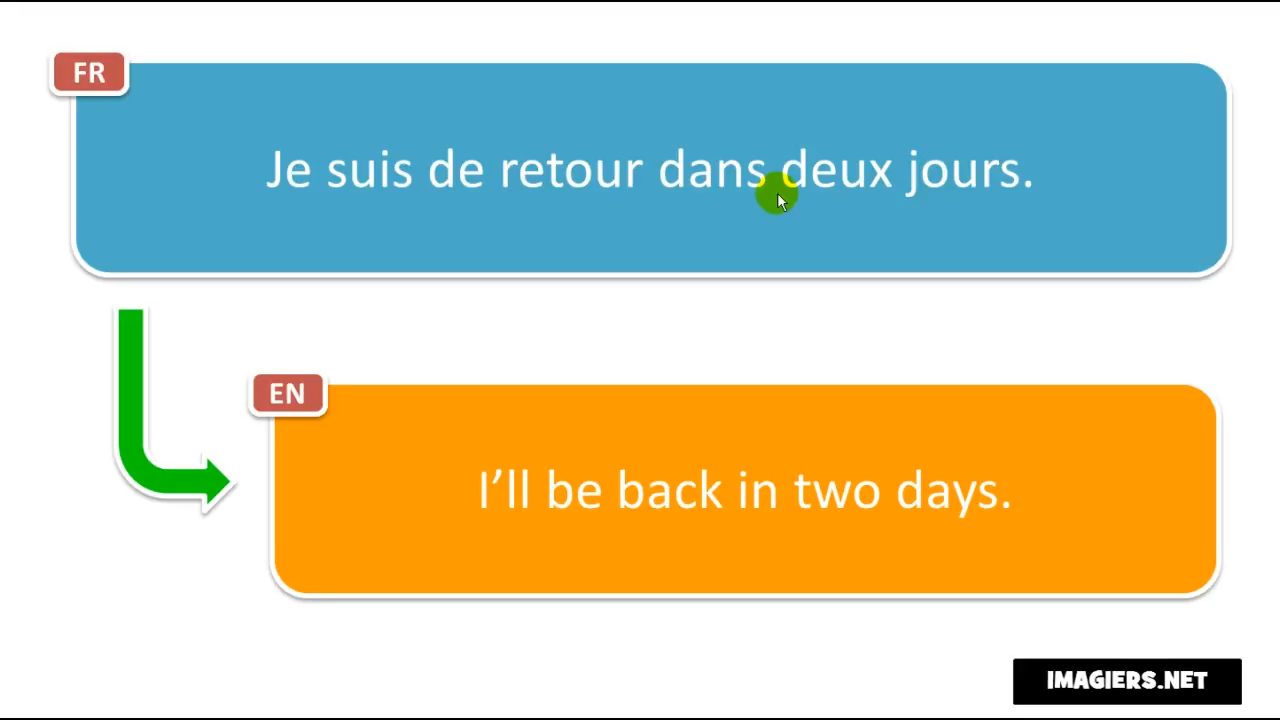 FR
Je suis de retour dans deux jours.
EN
I’ll be back in two days.
IMAGIERS.NET